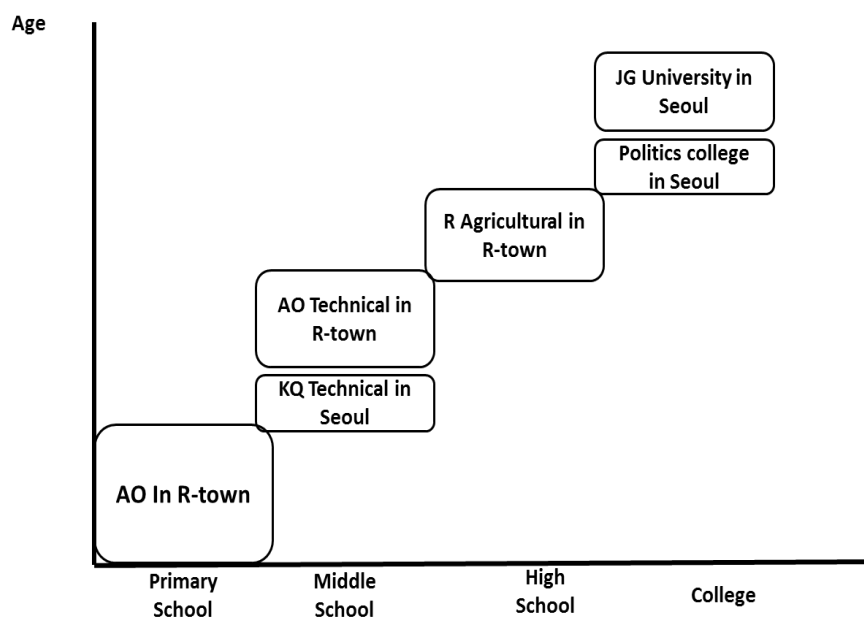 Age
JG University in
Seoul
Politics college
in Seoul
R Agricultural in
R-town
AO Technical in
R-town
KQ Technical in
Seoul
AO In R-town
Primary
School
Middle
School
High
School
College